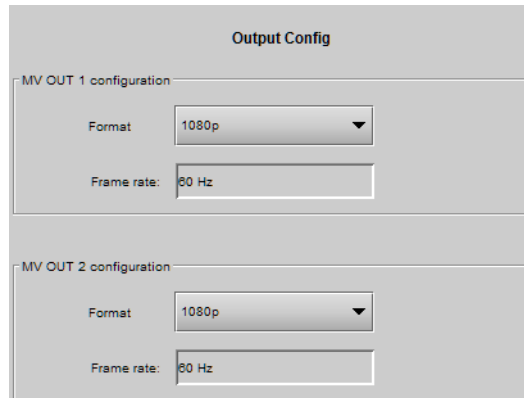 Output Config
MV OUT 1 configuration
Format 1080p
Frame rate: 60 Hz
MV OUT 2 configuration
Format 1080p
Frame rate: 60 Hz